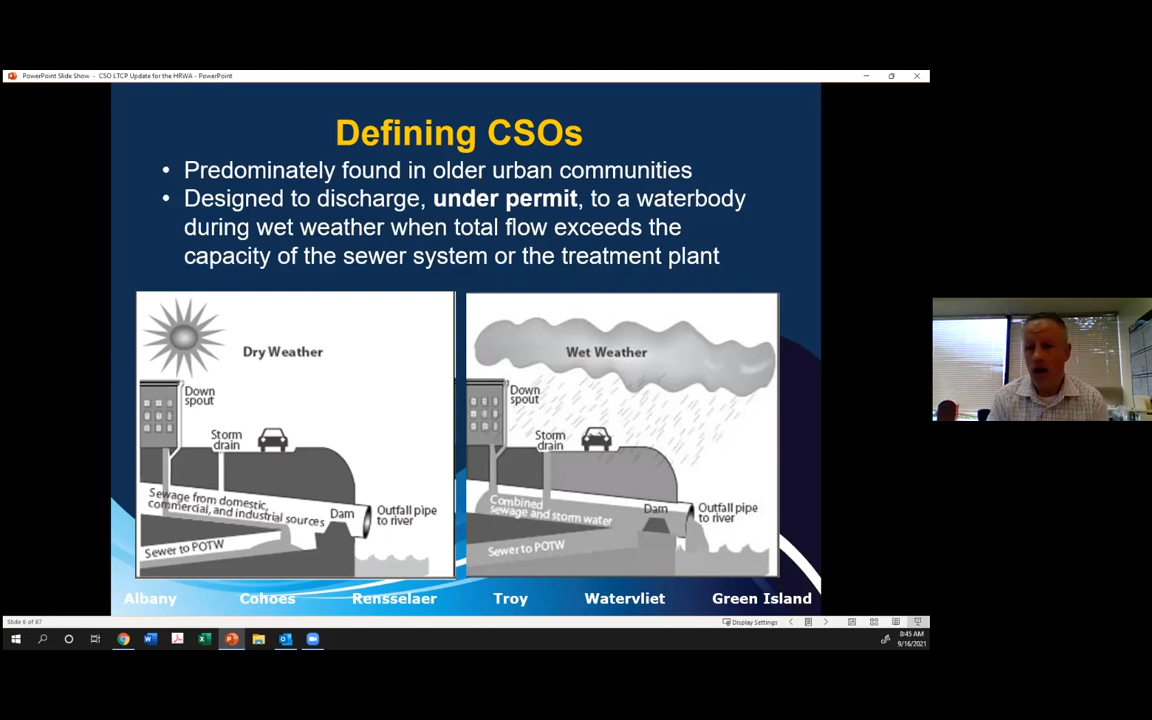 PowerPoint Slide Show - CSO LTCP Update for the HRWA - PowerPoint
Defining CSOs
• Predominately found in older urban communities
• Designed to discharge, under permit, to a waterbody
during wet weather when total flow exceeds the
capacity of the sewer system or the treatment plant
Dry Weather
Down
spout
Storm
drain
Sewage from domestic,
commercial, and industrial sources
Dam
Outfall pipe
to river
Sewer to POTW
Wet Weather
Down
spout
Storm
drain
Combined
sewage and storm water
Dam
Outfall pipe
to river
Sewer to POTW
Albany Cohoes Rensselaer Troy Watervliet Green Island
Slide 6 of 87
Display Settings
8:45 AM
9/16/2021